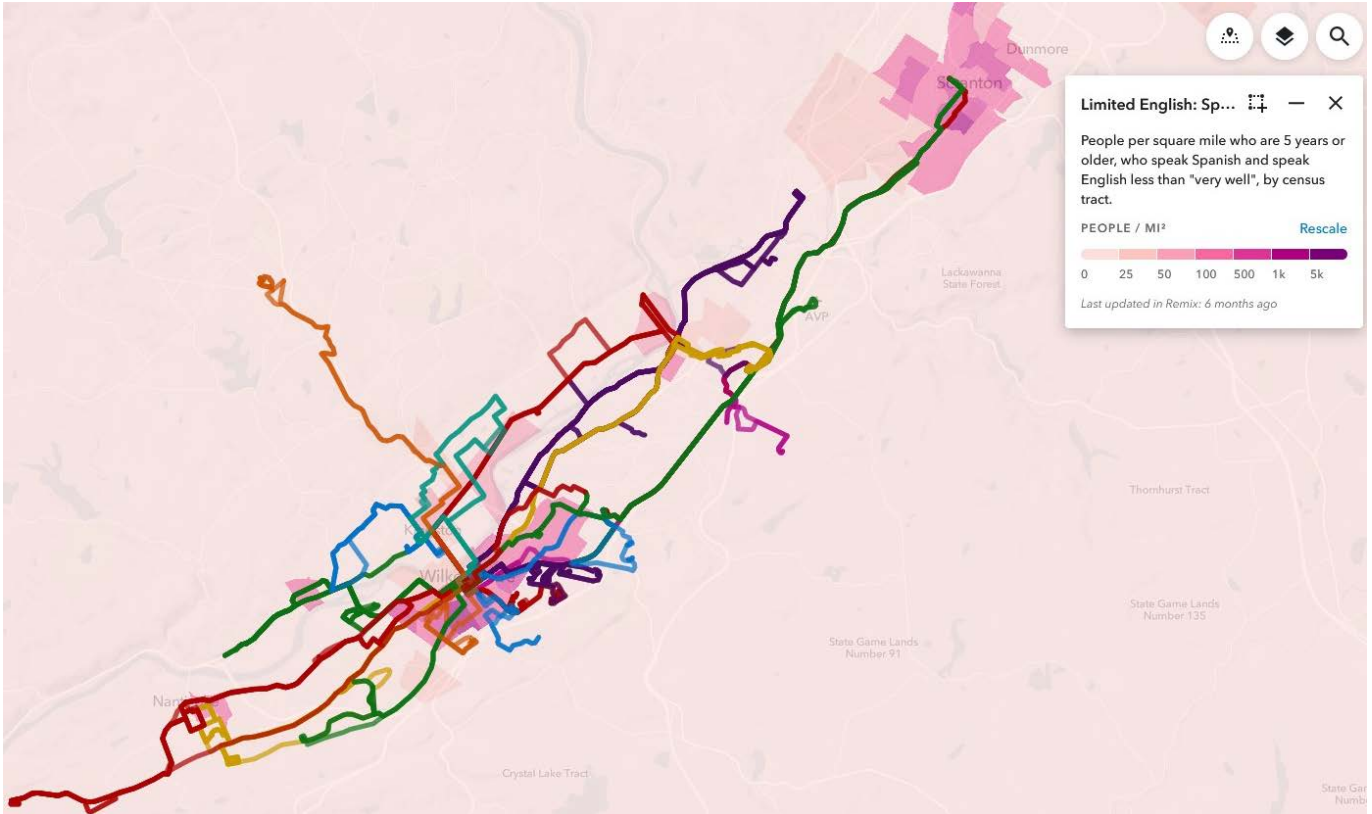 Dunmore
Scranton
Limited English: Sp...
People per square mile who are 5 years or
older, who speak Spanish and speak
English less than "very well", by census
tract.
PEOPLE / MI²
Rescale
0 25 50 100 500 1k 5k
Last updated in Remix: 6 months ago
Lackawanna
State Forest
AVP
Thornhurst Tract
State Game Lands
Number 135
State Game Lands
Number 91
Crystal Lake Tract
State Gar
Numb